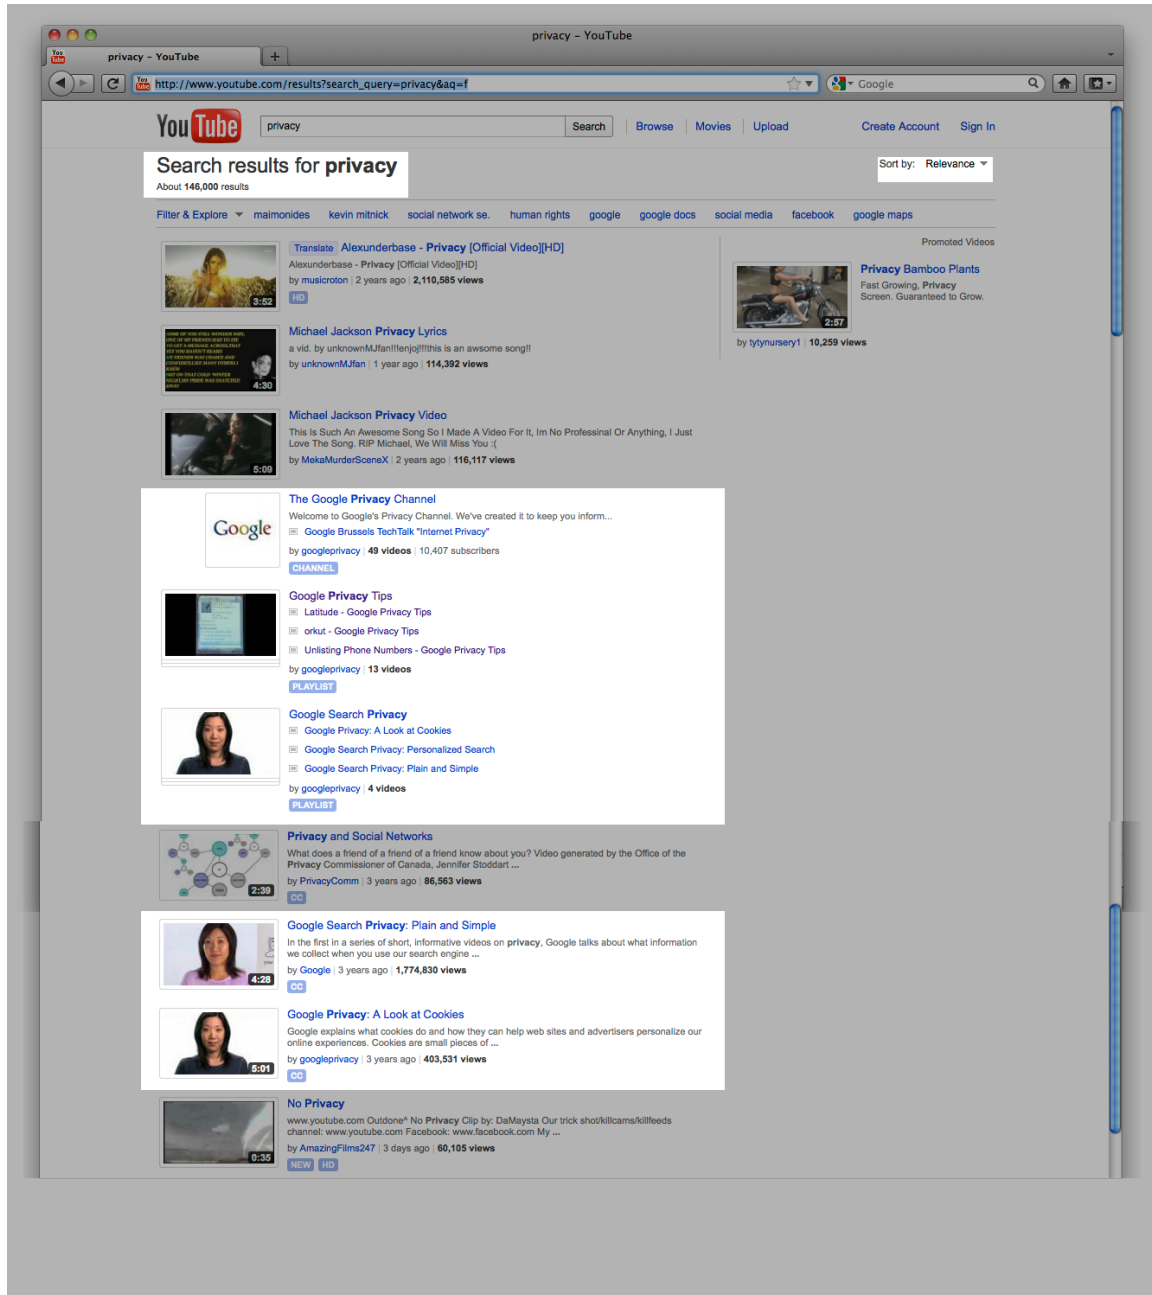 privacy – YouTube
You Tube
privacy – YouTube
http://www.youtube.com/results?search_query=privacy&aq=f
Google
You Tube
privacy
Search
Browse
Movies
Upload
Create Account
Sign In
Search results for privacy
About 146,000 results
Sort by: Relevance
Filter & Explore
maimonides
kevin mitnick
social network se.
human rights
google
google docs
social media
facebook
google maps
Translate Alexunderbase - Privacy [Official Video][HD]
Alexunderbase - Privacy [Official Video][HD]
by musicroton | 2 years ago | 2,110,585 views
HD
3:52
Promoted Videos
Privacy Bamboo Plants
Fast Growing, Privacy
Screen. Guaranteed to Grow.
2:57
by tytynursery1 | 10,259 views
Michael Jackson Privacy Lyrics
a vid. by unknownMJfan!!!enjoj!!!this is an awsome song!!
by unknownMJfan | 1 year ago | 114,392 views
4:30
Michael Jackson Privacy Video
This Is Such An Awesome Song So I Made A Video For It, Im No Professinal Or Anything, I Just
Love The Song. RIP Michael, We Will Miss You :(
by MekaMurderSceneX | 2 years ago | 116,117 views
5:09
Google
The Google Privacy Channel
Welcome to Google's Privacy Channel. We've created it to keep you inform...
Google Brussels TechTalk "Internet Privacy"
by googleprivacy | 49 videos | 10,407 subscribers
CHANNEL
Google Privacy Tips
Latitude - Google Privacy Tips
orkut - Google Privacy Tips
Unlisting Phone Numbers - Google Privacy Tips
by googleprivacy | 13 videos
PLAYLIST
Google Search Privacy
Google Privacy: A Look at Cookies
Google Search Privacy: Personalized Search
Google Search Privacy: Plain and Simple
by googleprivacy | 4 videos
PLAYLIST
Privacy and Social Networks
What does a friend of a friend of a friend know about you? Video generated by the Office of the
Privacy Commissioner of Canada, Jennifer Stoddart ...
by PrivacyComm | 3 years ago | 86,563 views
CC
2:39
Google Search Privacy: Plain and Simple
In the first in a series of short, informative videos on privacy, Google talks about what information
we collect when you use our search engine ...
by Google | 3 years ago | 1,774,830 views
CC
4:28
Google Privacy: A Look at Cookies
Google explains what cookies do and how they can help web sites and advertisers personalize our
online experiences. Cookies are small pieces of ...
by googleprivacy | 3 years ago | 403,531 views
CC
5:01
No Privacy
www.youtube.com Outdone^ No Privacy Clip by: DaMaysta Our trick shot/killcams/killfeeds
channel: www.youtube.com Facebook: www.facebook.com My ...
by AmazingFilms247 | 3 days ago | 60,105 views
NEW HD
0:35